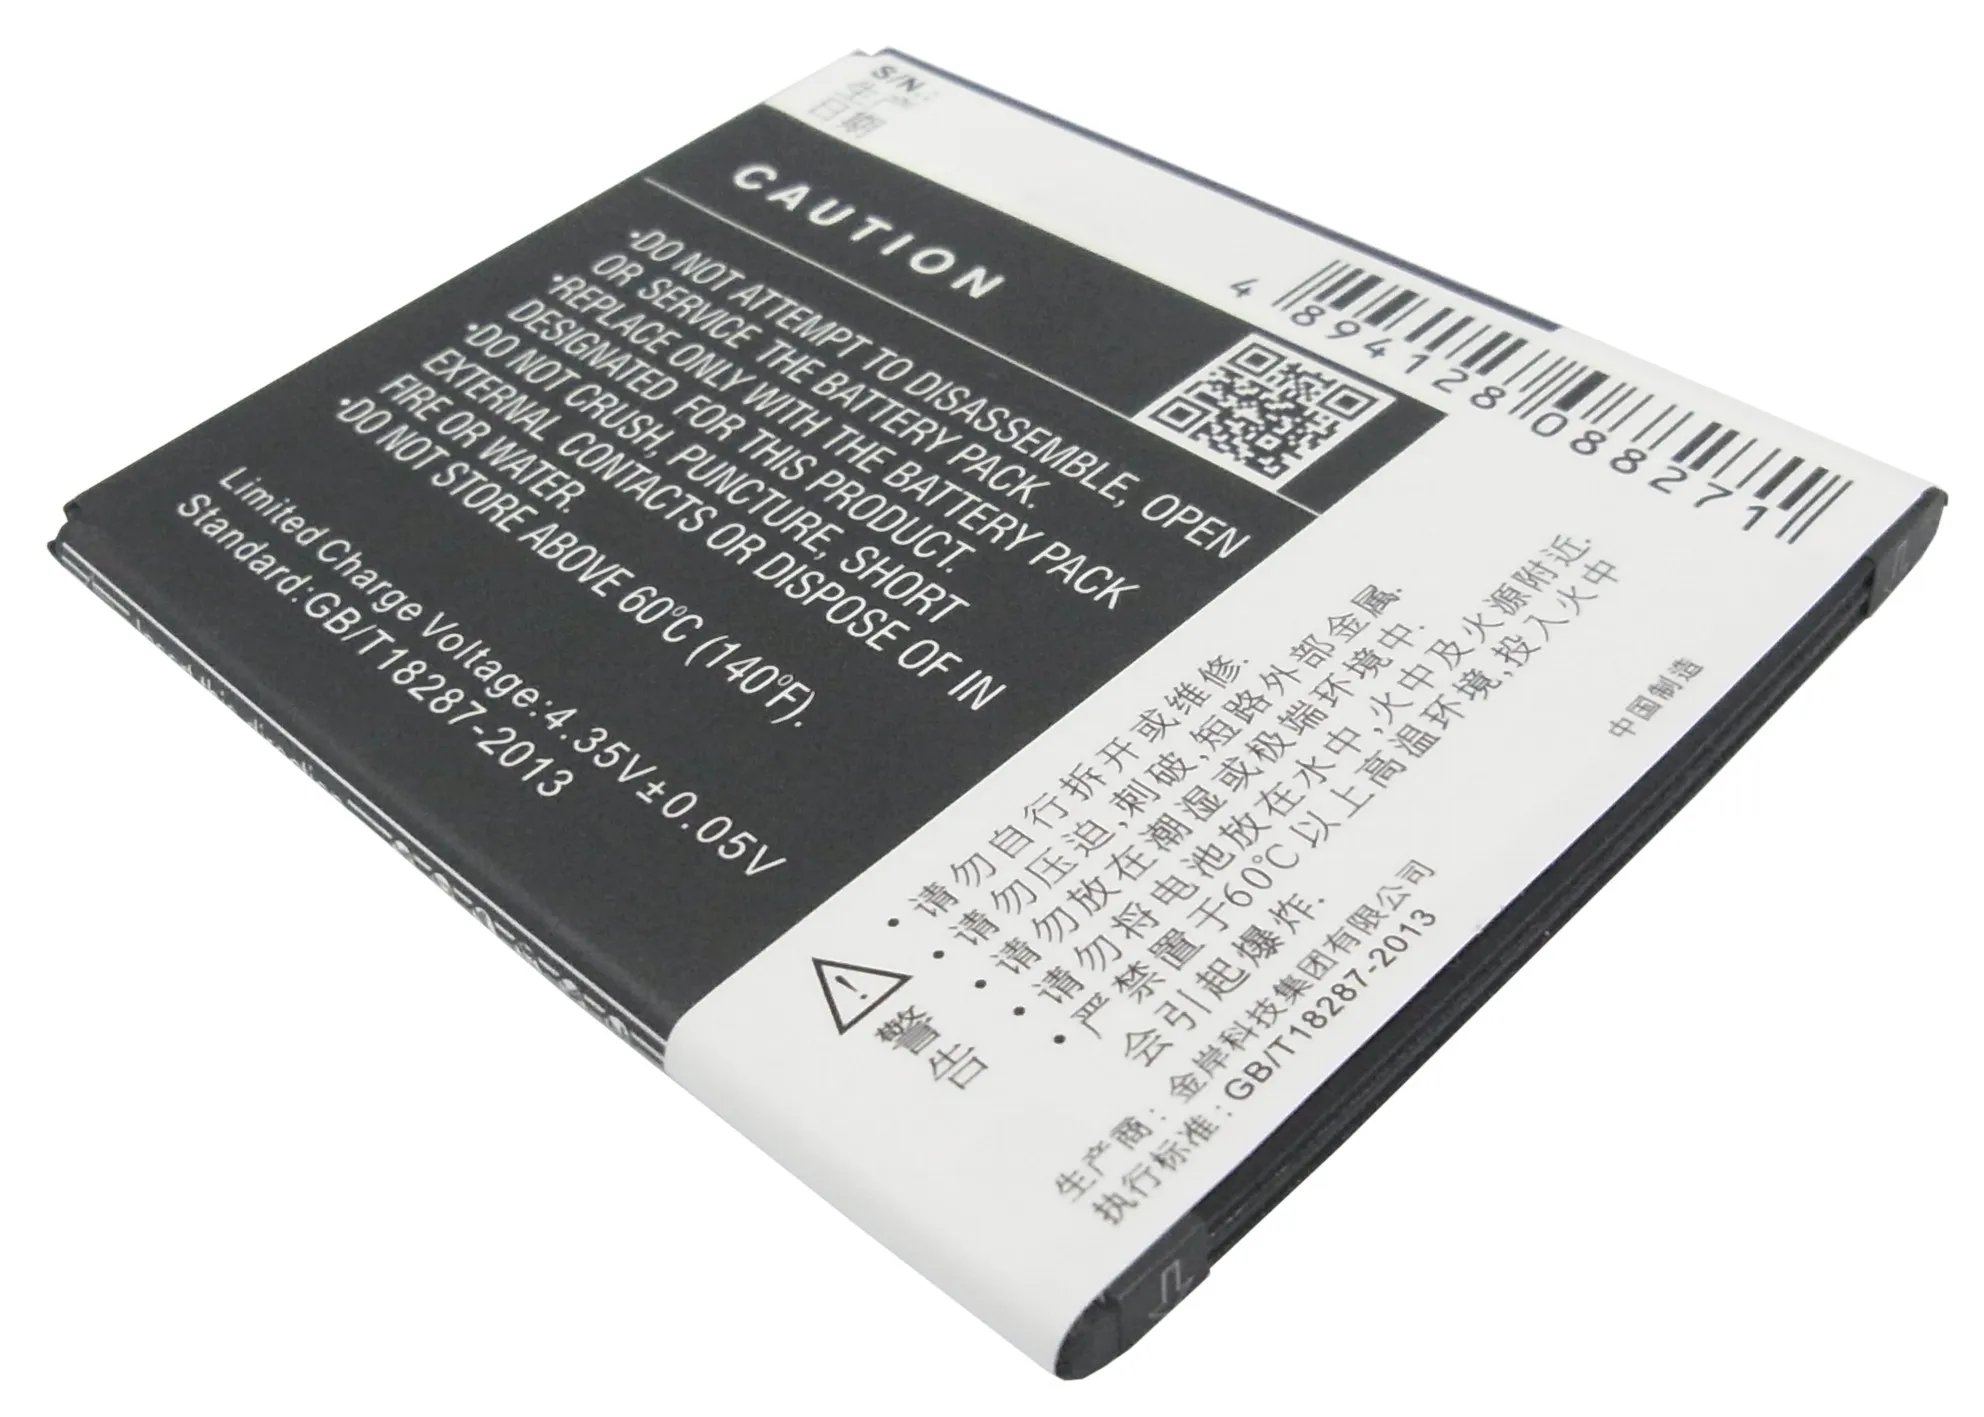 S/N:
生产
日期
CAUTION
•DO NOT ATTEMPT TO DISASSEMBLE, OPEN
OR SERVICE THE BATTERY PACK.
•REPLACE ONLY WITH THE BATTERY PACK
DESIGNATED FOR THIS PRODUCT.
•DO NOT CRUSH, PUNCTURE, SHORT
EXTERNAL CONTACTS OR DISPOSE OF IN
FIRE OR WATER.
•DO NOT STORE ABOVE 60ºC (140ºF).
Limited Charge Voltage:4.35V±0.05V
Standard:GB/T18287-2013
4 894128 088271
警告
•请勿自行拆开或维修.
•请勿压迫,刺破,短路外部金属.
•请勿放在潮湿或极端环境中.
•请勿将电池放在水中,火中及火源附近.
•严禁置于60℃以上高温环境,投入火中
会引起爆炸.
生产商:金岸科技集团有限公司
执行标准:GB/T18287-2013
中国制造